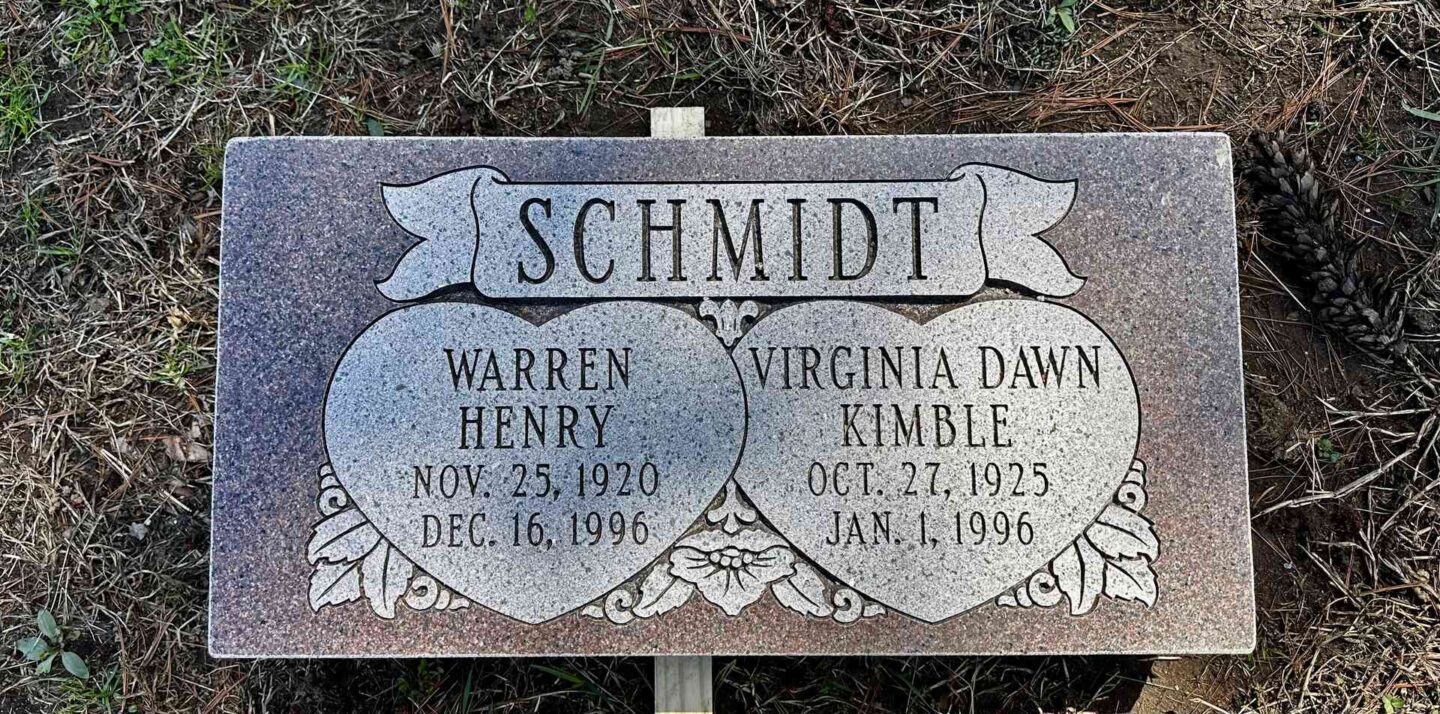 SCHMIDT
WARREN
HENRY
NOV. 25, 1920
DEC. 16, 1996
VIRGINIA DAWN
KIMBLE
OCT. 27, 1925
JAN. 1, 1996